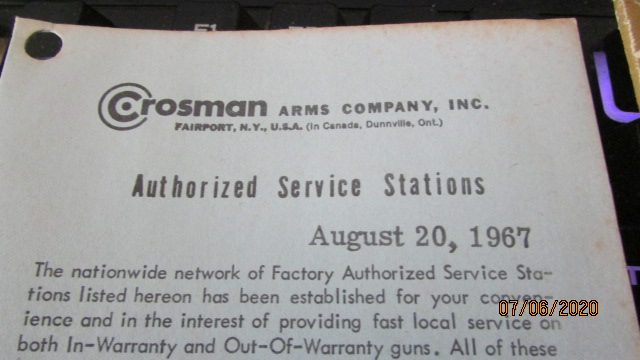 Crosman ARMS COMPANY, INC.
FAIRPORT, N.Y., U.S.A. (In Canada, Dunnville, Ont.)
Authorized Service Stations
August 20, 1967
The nationwide network of Factory Authorized Service Sta-
tions listed hereon has been established for your conven-
ience and in the interest of providing fast local service on
both In-Warranty and Out-Of-Warranty guns. All of these
07/06/2020